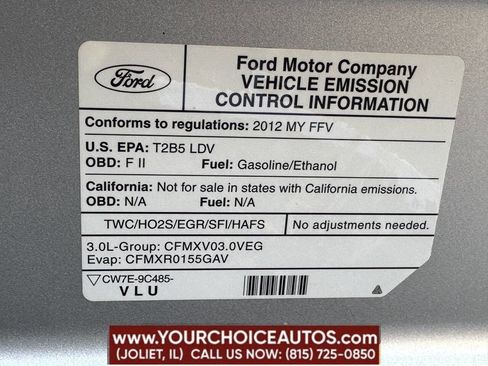 Ford
Ford Motor Company
VEHICLE EMISSION
CONTROL INFORMATION
Conforms to regulations: 2012 MY FFV
U.S. EPA: T2B5 LDV
OBD: F II Fuel: Gasoline/Ethanol
California: Not for sale in states with California emissions.
OBD: N/A Fuel: N/A
TWC/HO2S/EGR/SFI/HAFS No adjustments needed.
3.0L-Group: CFMXV03.0VEG
Evap: CFMXR0155GAV
CW7E-9C485-
VLU
WWW.YOURCHOICEAUTOS.COM
(JOLIET, IL) CALL US NOW: (815) 725-0850